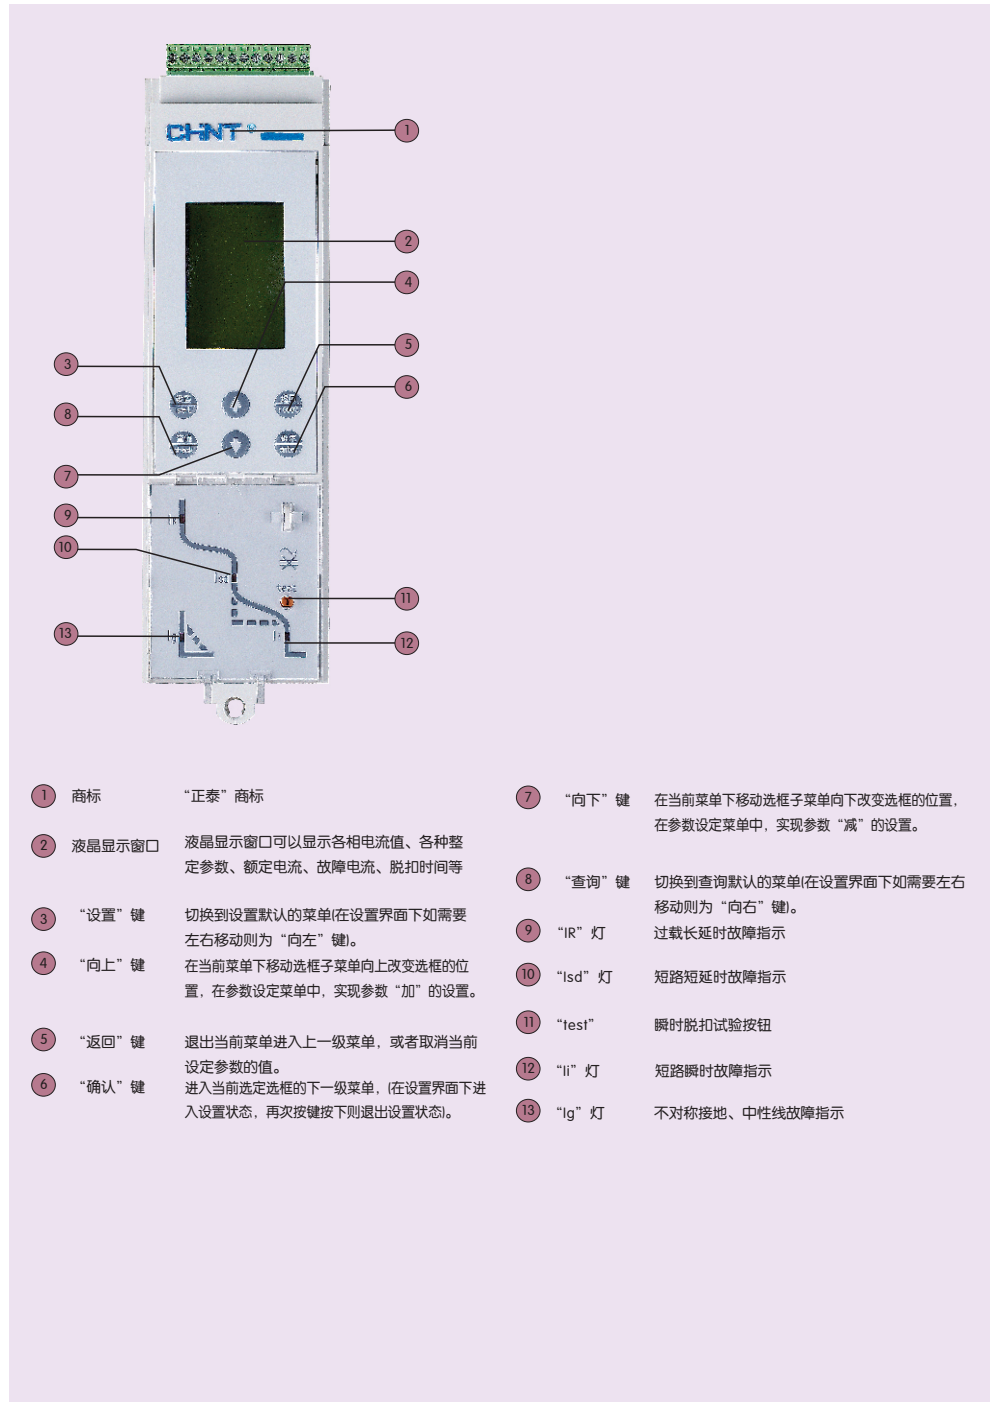 CHNT
1
2
4
5
3
6
8
7
9
10
test
11
13
12
1 商标 “正泰”商标
2 液晶显示窗口 液晶显示窗口可以显示各相电流值、各种整
定参数、额定电流、故障电流、脱扣时间等
3 “设置”键 切换到设置默认的菜单(在设置界面下如需要
左右移动则为“向左”键)。
4 “向上”键 在当前菜单下移动选框子菜单向上改变选框的位
置，在参数设定菜单中，实现参数“加”的设置。
5 “返回”键 退出当前菜单进入上一级菜单，或者取消当前
设定参数的值。
6 “确认”键 进入当前选定选框的下一级菜单，(在设置界面下进
入设置状态，再次按键按下则退出设置状态)。
7 “向下”键 在当前菜单下移动选框子菜单向下改变选框的位置，
在参数设定菜单中，实现参数“减”的设置。
8 “查询”键 切换到查询默认的菜单(在设置界面下如需要左右
移动则为“向右”键)。
9 “IR”灯 过载长延时故障指示
10 “Isd”灯 短路短延时故障指示
11 “test” 瞬时脱扣试验按钮
12 “Ii”灯 短路瞬时故障指示
13 “Ig”灯 不对称接地、中性线故障指示